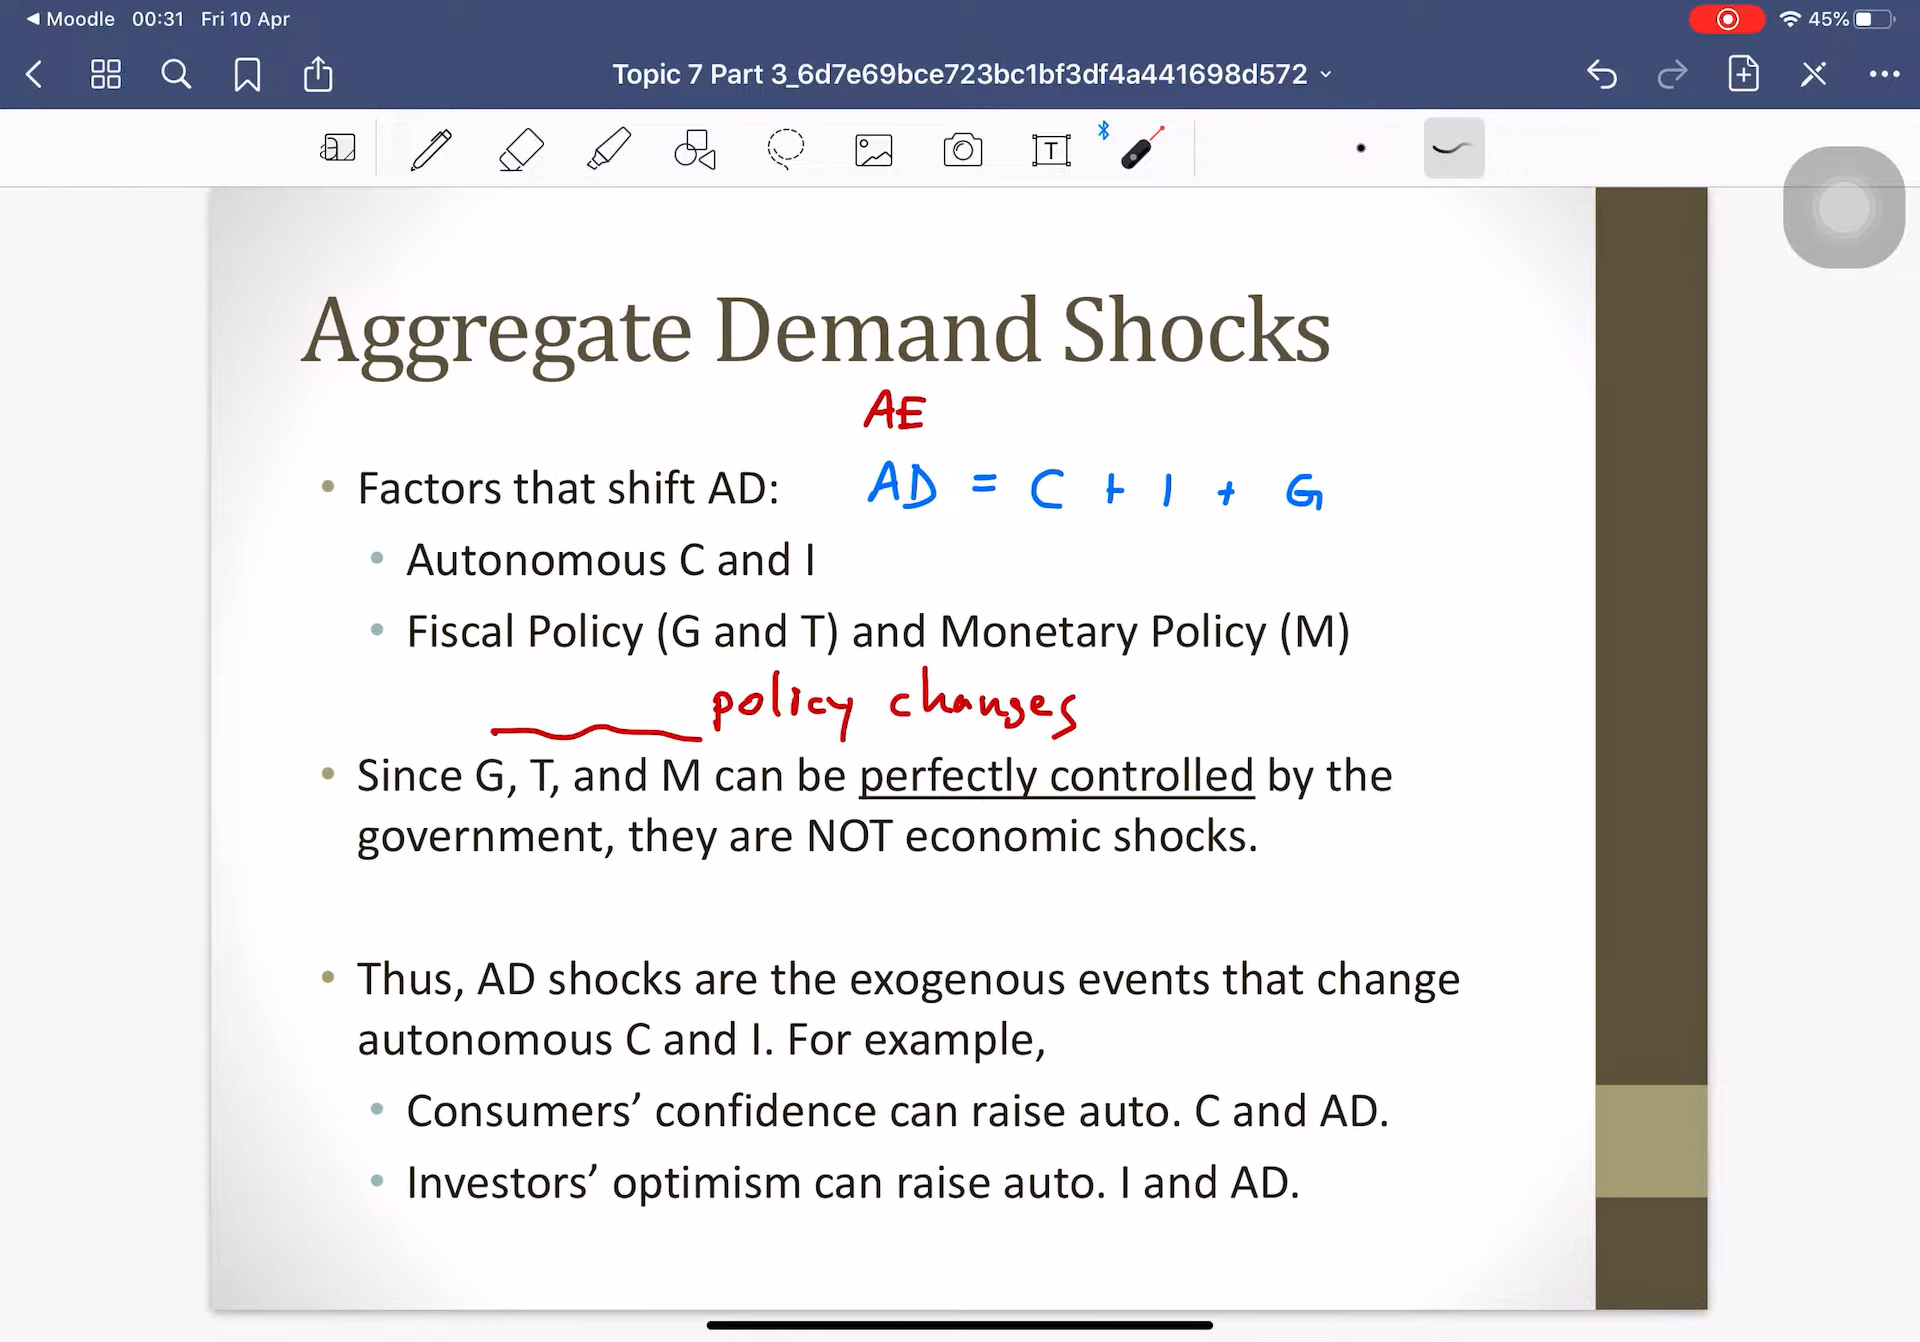 Moodle 00:31 Fri 10 Apr 45%
Topic 7 Part 3_6d7e69bce723bc1bf3df4a441698d572
Aggregate Demand Shocks
AE
• Factors that shift AD: AD = C + I + G
• Autonomous C and I
• Fiscal Policy (G and T) and Monetary Policy (M)
policy changes
• Since G, T, and M can be perfectly controlled by the
government, they are NOT economic shocks.
• Thus, AD shocks are the exogenous events that change
autonomous C and I. For example,
• Consumers’ confidence can raise auto. C and AD.
• Investors’ optimism can raise auto. I and AD.